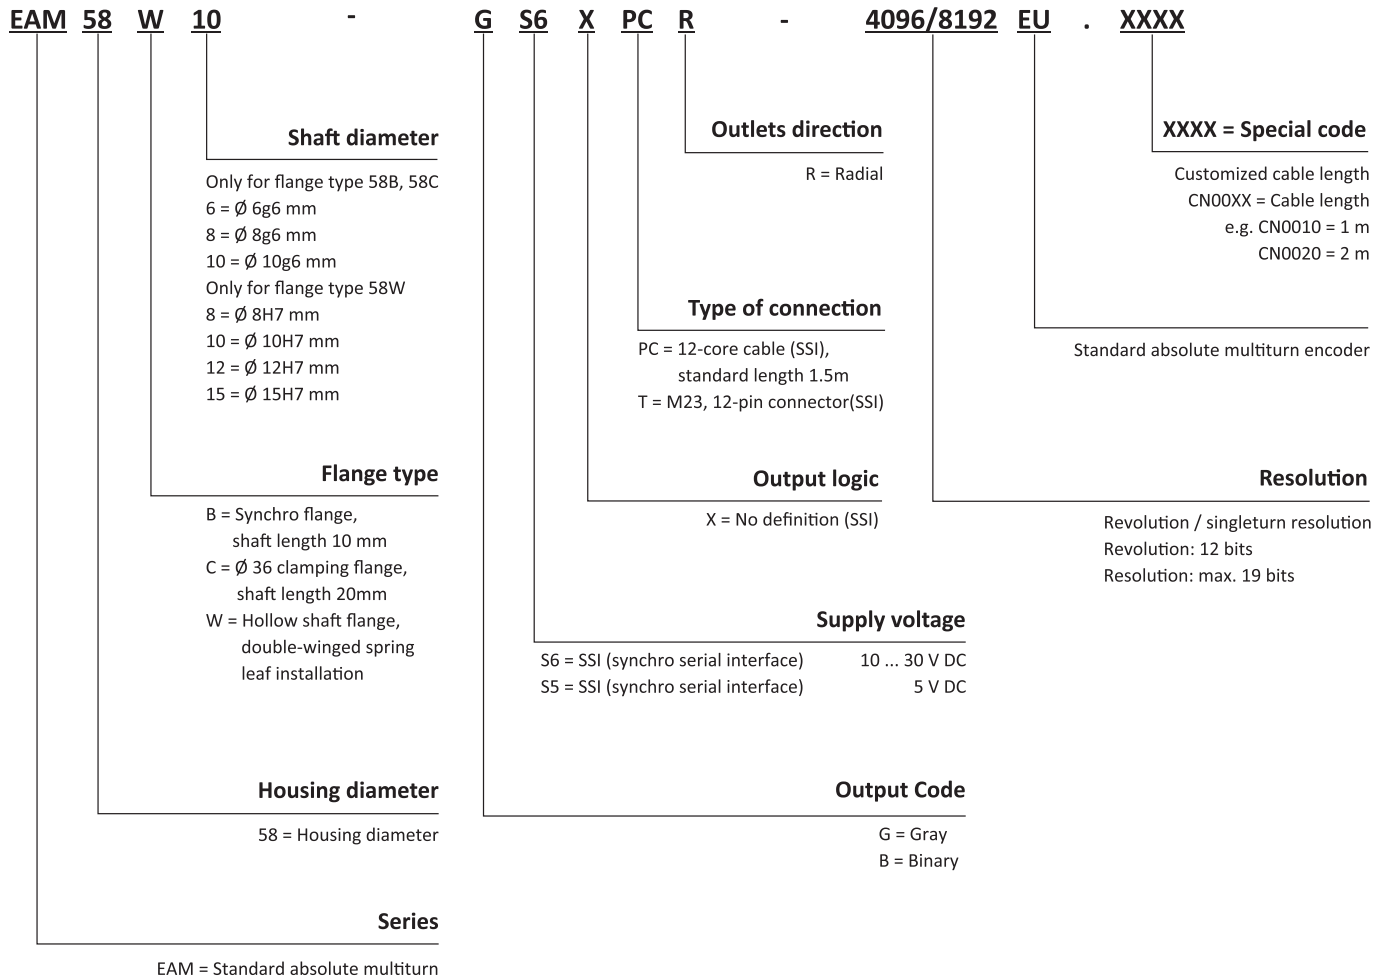 EAM 58 W 10 - G S6 X PC R - 4096/8192 EU . XXXX
Shaft diameter
Only for flange type 58B, 58C
6 = Ø 6g6 mm
8 = Ø 8g6 mm
10 = Ø 10g6 mm
Only for flange type 58W
8 = Ø 8H7 mm
10 = Ø 10H7 mm
12 = Ø 12H7 mm
15 = Ø 15H7 mm
Flange type
B = Synchro flange,
shaft length 10 mm
C = Ø 36 clamping flange,
shaft length 20mm
W = Hollow shaft flange,
double-winged spring
leaf installation
Housing diameter
58 = Housing diameter
Series
EAM = Standard absolute multiturn
Outlets direction
R = Radial
Type of connection
PC = 12-core cable (SSI),
standard length 1.5m
T = M23, 12-pin connector(SSI)
Output logic
X = No definition (SSI)
Supply voltage
S6 = SSI (synchro serial interface) 10 ... 30 V DC
S5 = SSI (synchro serial interface) 5 V DC
Output Code
G = Gray
B = Binary
XXXX = Special code
Customized cable length
CN00XX = Cable length
e.g. CN0010 = 1 m
CN0020 = 2 m
Standard absolute multiturn encoder
Resolution
Revolution / singleturn resolution
Revolution: 12 bits
Resolution: max. 19 bits